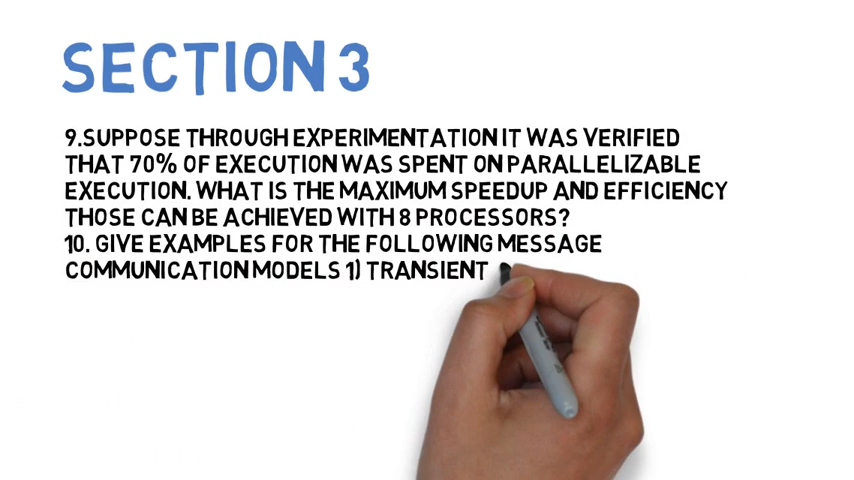 SECTION 3
9.SUPPOSE THROUGH EXPERIMENTATION IT WAS VERIFIED
THAT 70% OF EXECUTION WAS SPENT ON PARALLELIZABLE
EXECUTION. WHAT IS THE MAXIMUM SPEEDUP AND EFFICIENCY
THOSE CAN BE ACHIEVED WITH 8 PROCESSORS?
10. GIVE EXAMPLES FOR THE FOLLOWING MESSAGE
COMMUNICATION MODELS 1) TRANSIENT